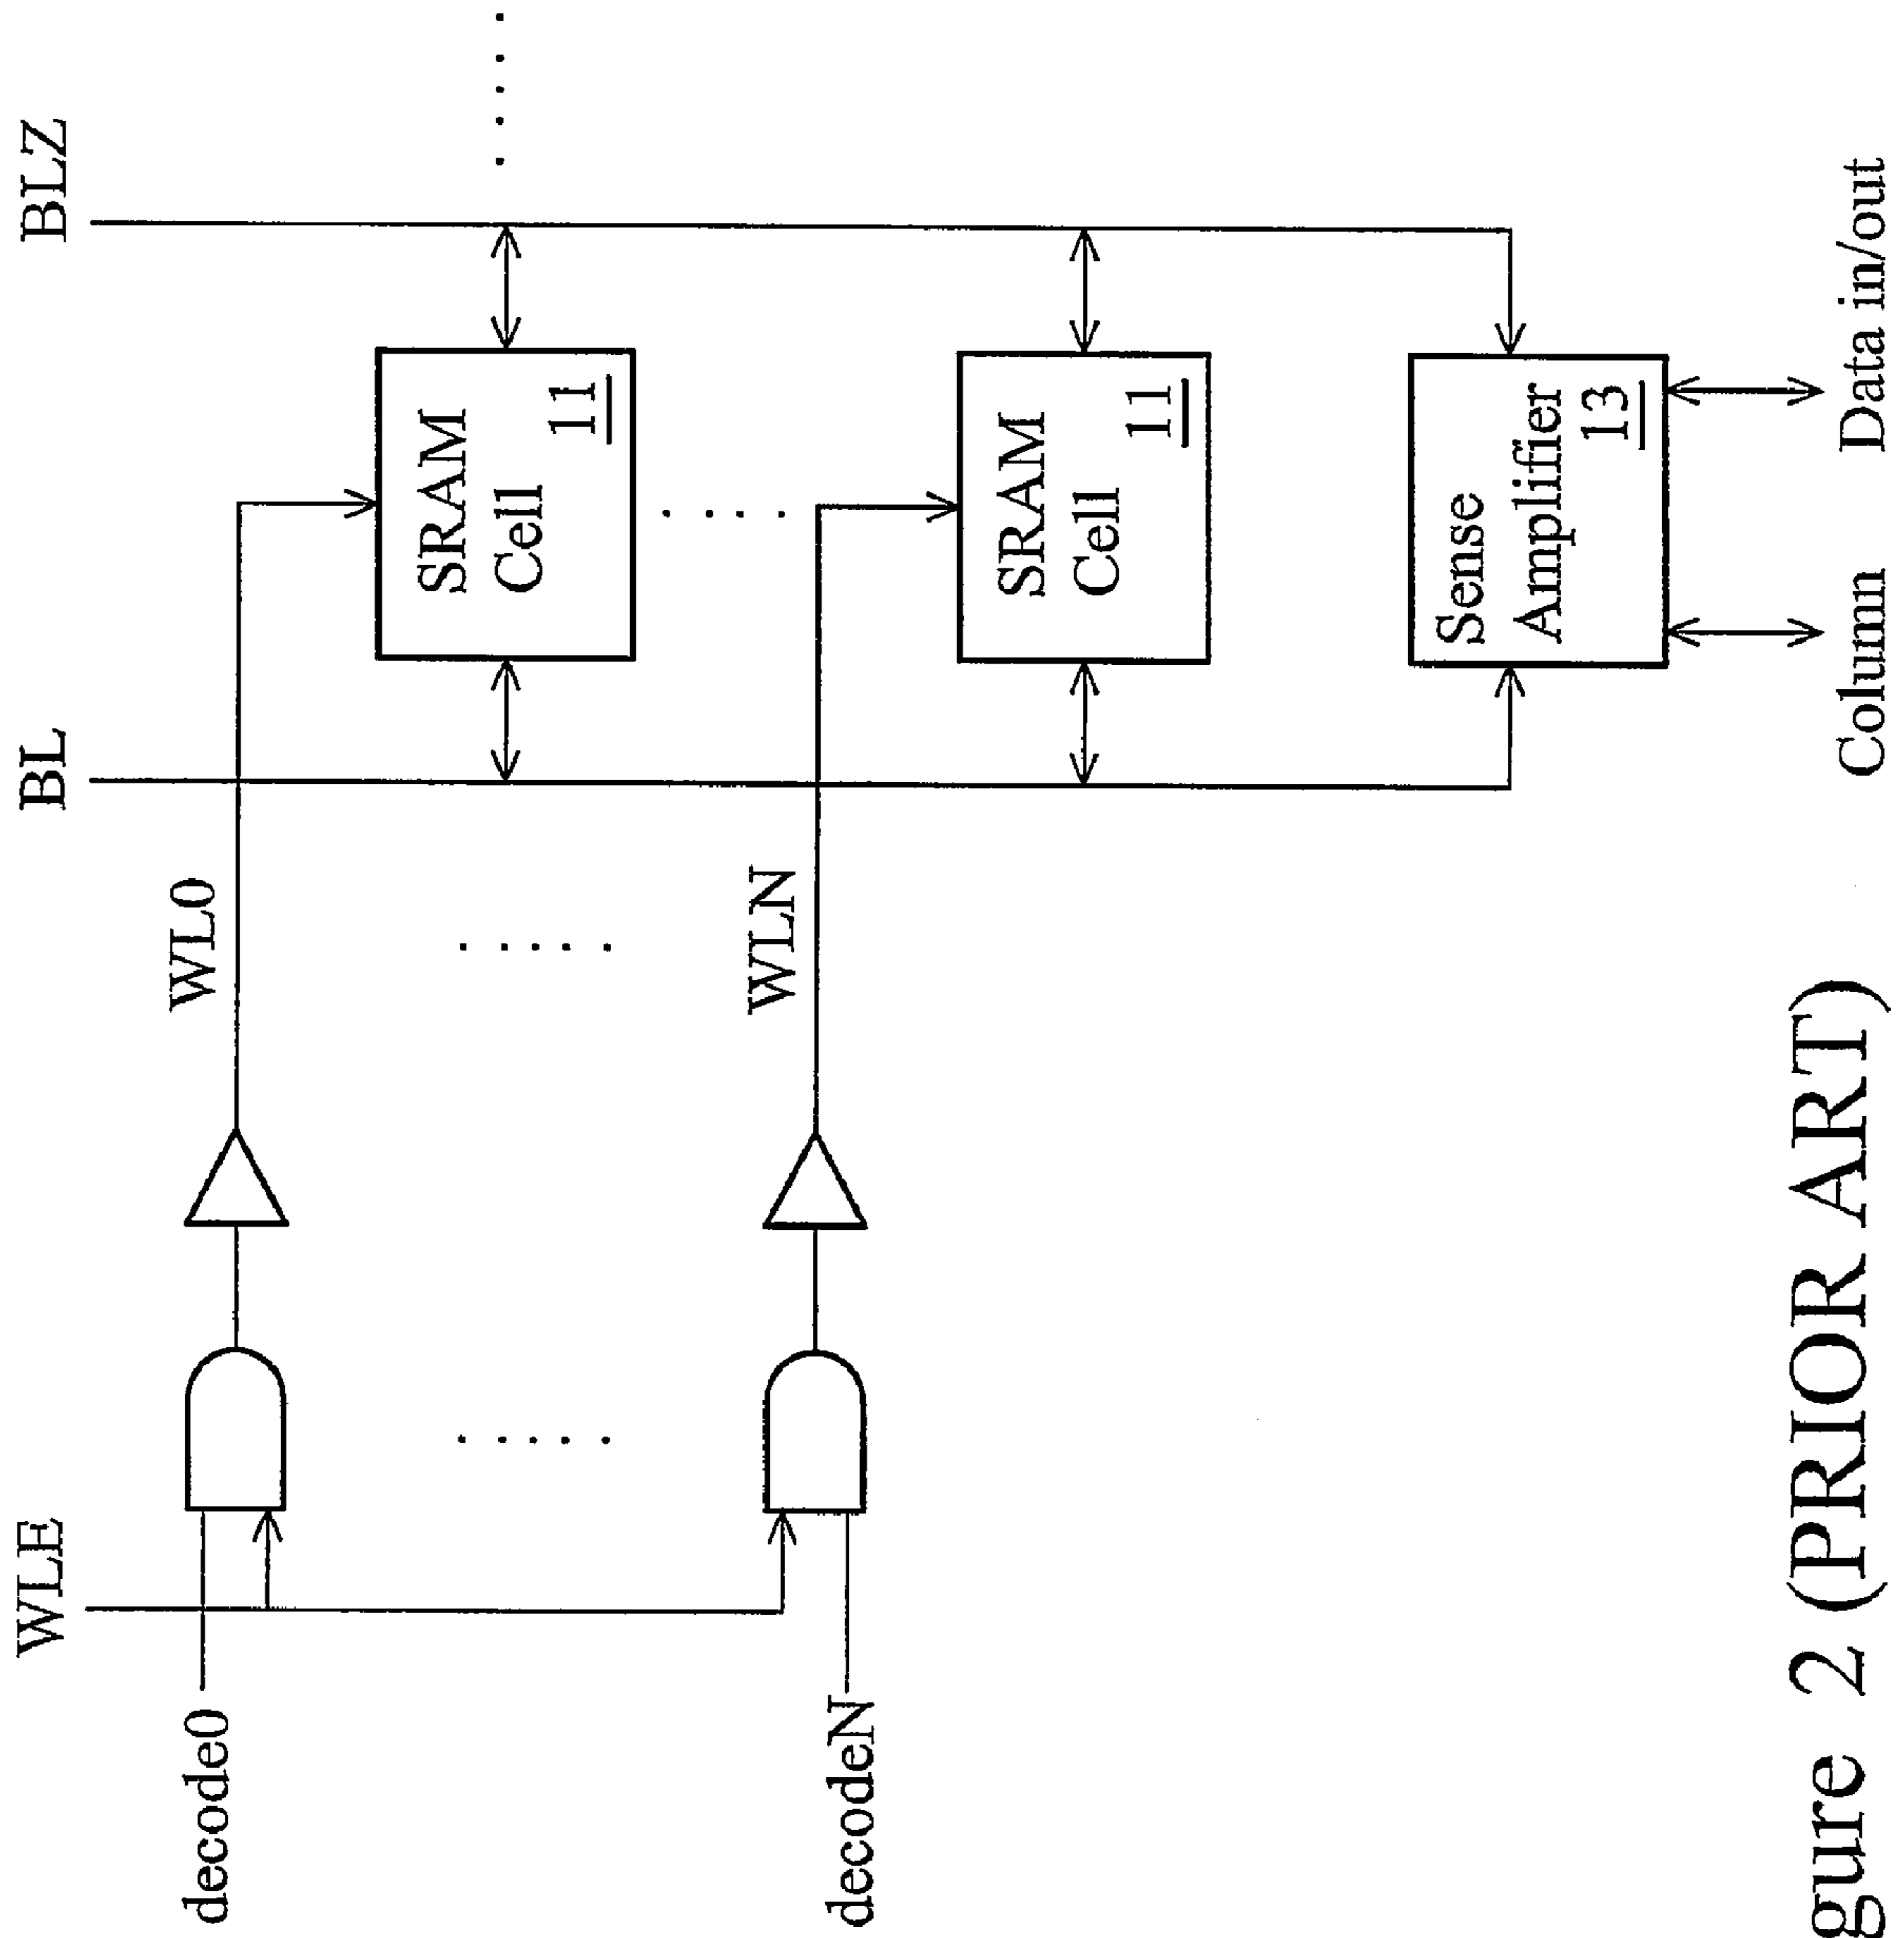 WLE
BL
BLZ
decode0
WL0
SRAM
Cell
11
decodeN
WLN
SRAM
Cell
11
Sense
Amplifier
13
Column
Data in/out
gure 2 (PRIOR ART)